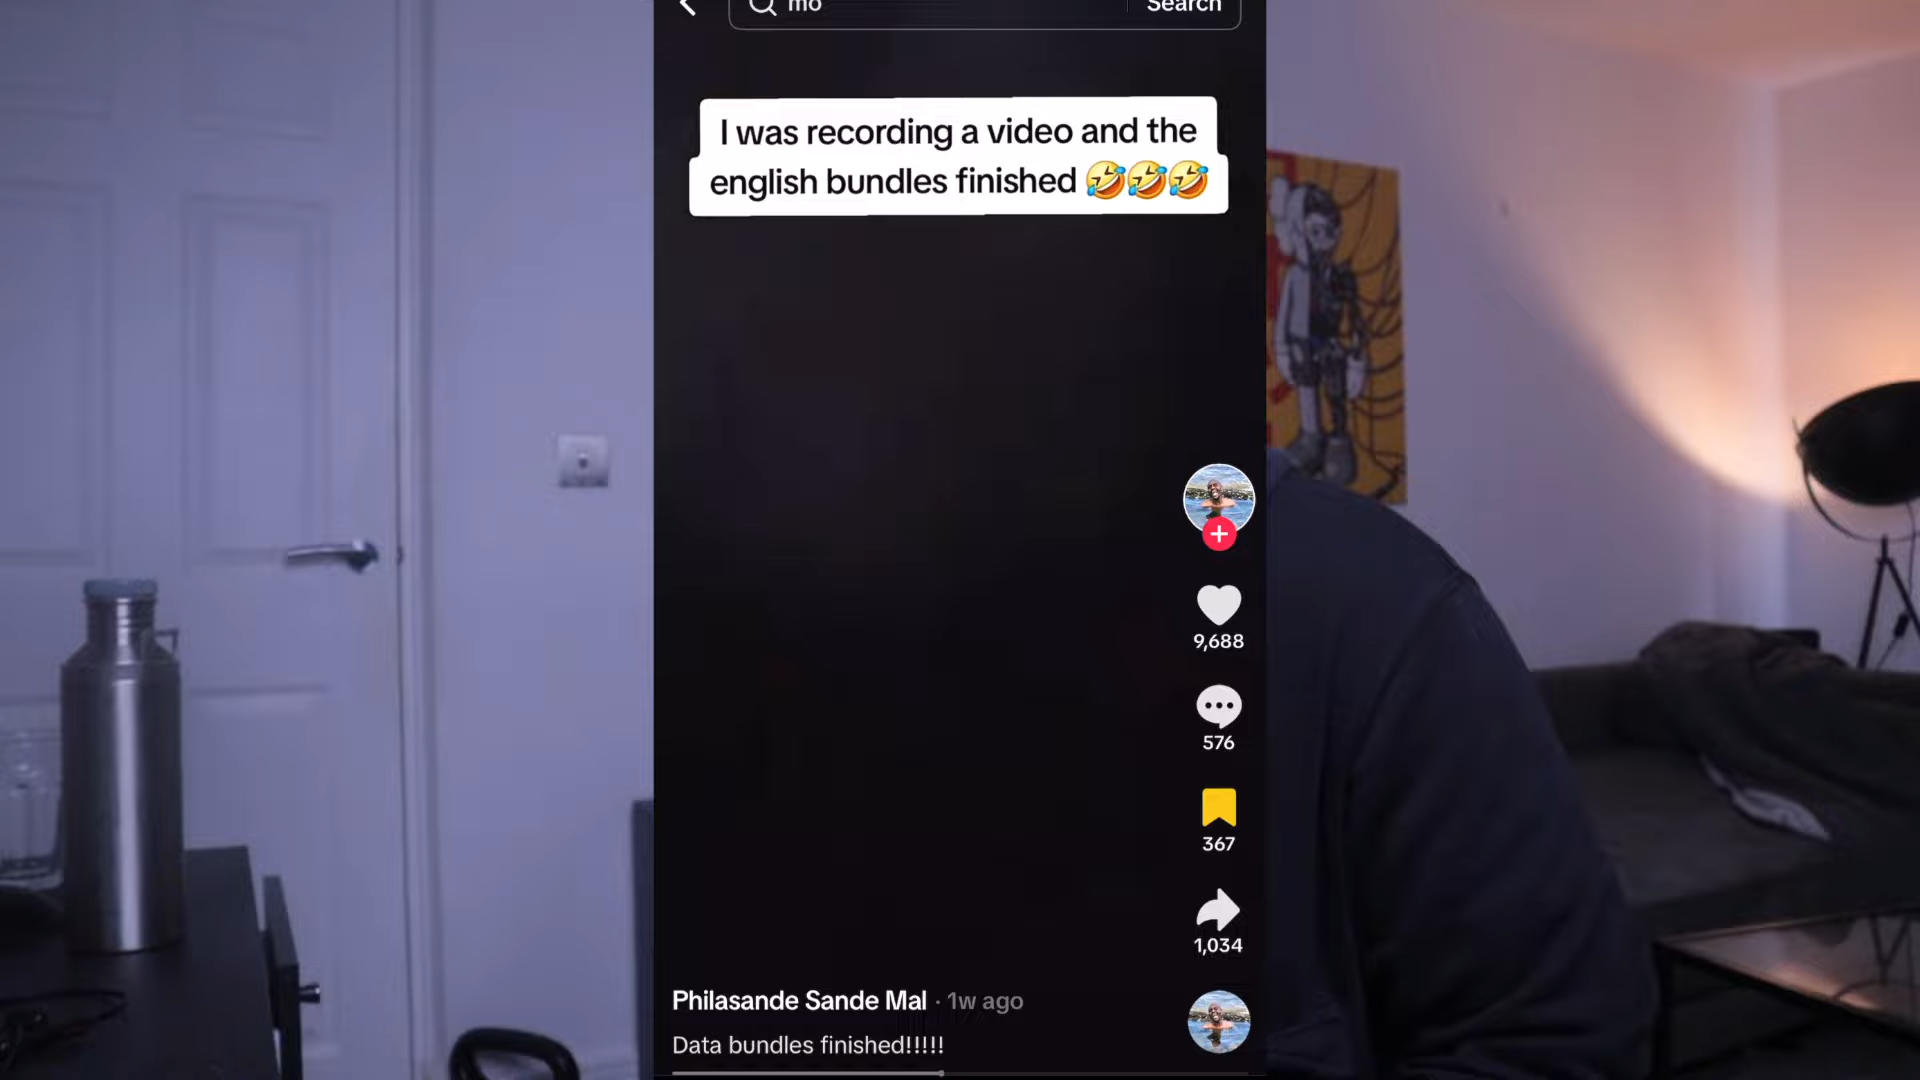 mo
Search
I was recording a video and the
english bundles finished 🤣🤣🤣
9,688
576
367
1,034
Philasande Sande Mal · 1w ago
Data bundles finished!!!!!